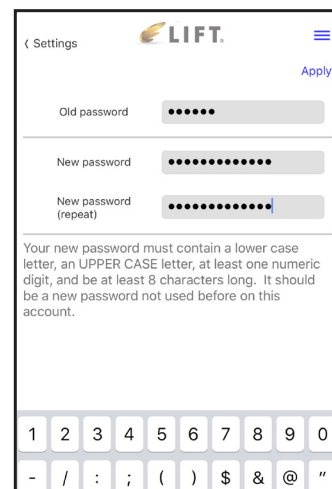 ‹ Settings
LIFT®
Apply
Old password ••••••
New password •••••••••••••
New password
(repeat) •••••••••••••
Your new password must contain a lower case
letter, an UPPER CASE letter, at least one numeric
digit, and be at least 8 characters long.  It should
be a new password not used before on this
account.
1 2 3 4 5 6 7 8 9 0
- / : ; ( ) $ & @ "